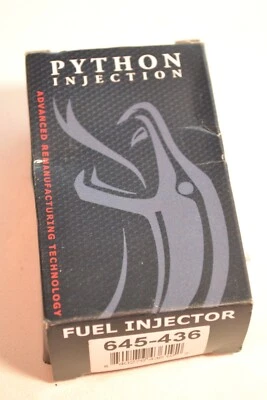 PYTHON
INJECTION
ADVANCED REMANUFACTURING TECHNOLOGY
FUEL INJECTOR
645-436